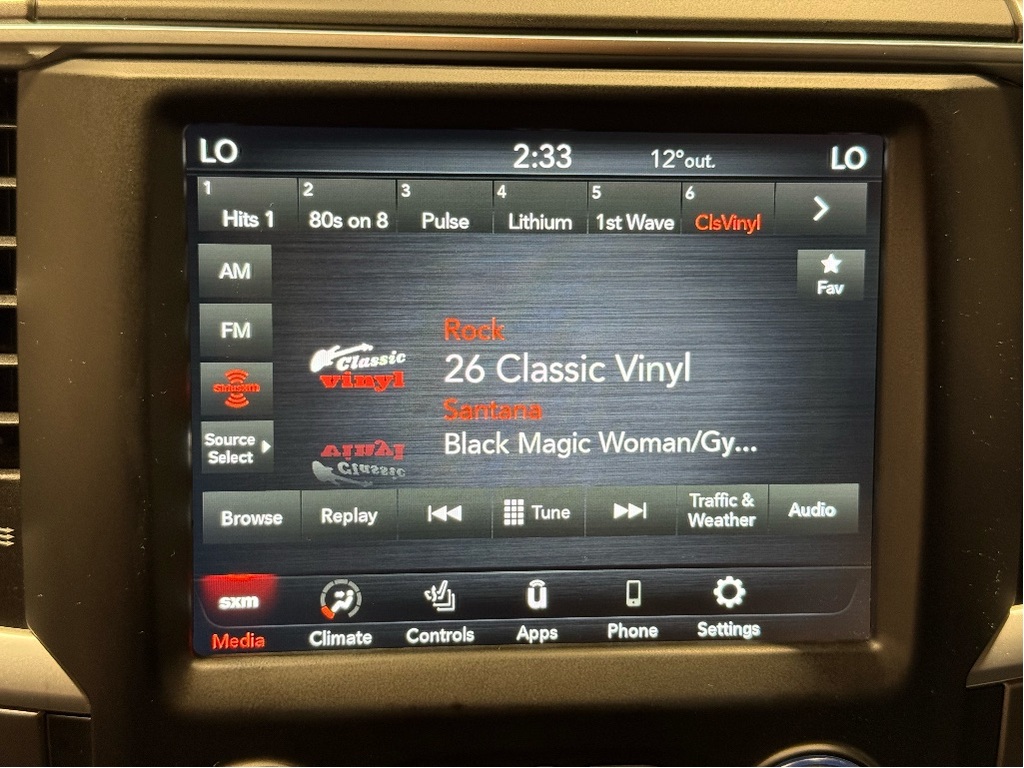 LO 2:33 12°out. LO
1 2 3 4 5 6
Hits 1 80s on 8 Pulse Lithium 1st Wave ClsVinyl
AM
Fav
FM
Rock
Classic
vinyl
26 Classic Vinyl
siriusxm
Santana
Source
Select
Black Magic Woman/Gy...
Browse Replay Tune Traffic &
Weather Audio
sxm
Media Climate Controls Apps Phone Settings